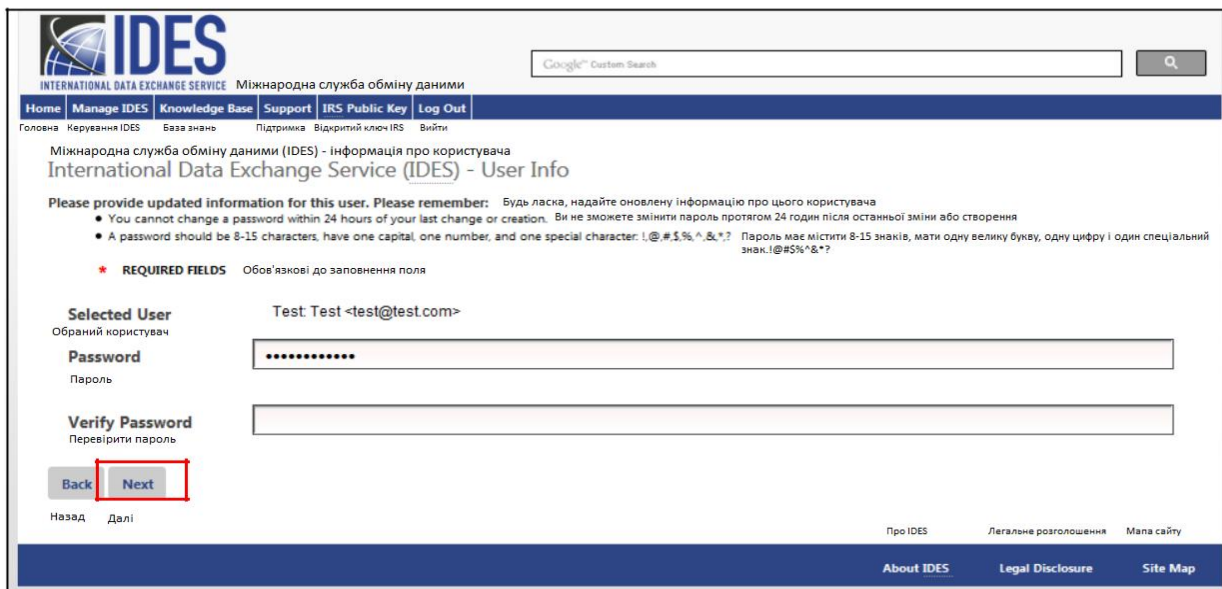 IDES
INTERNATIONAL DATA EXCHANGE SERVICE Міжнародна служба обміну даними
Google™ Custom Search
Home Manage IDES Knowledge Base Support IRS Public Key Log Out
Головна Керування IDES База знань Підтримка Відкритий ключ IRS Вийти
Міжнародна служба обміну даними (IDES) - інформація про користувача
International Data Exchange Service (IDES) - User Info
Please provide updated information for this user. Please remember: Будь ласка, надайте оновлену інформацію про цього користувача
• You cannot change a password within 24 hours of your last change or creation. Ви не зможете змінити пароль протягом 24 годин після останньої зміни або створення
• A password should be 8-15 characters, have one capital, one number, and one special character: !,@,#,$,%,^,&,*,? Пароль має містити 8-15 знаків, мати одну велику букву, одну цифру і один спеціальний
знак.!@#$%^&*?
* REQUIRED FIELDS Обов'язкові до заповнення поля
Selected User Test: Test <test@test.com>
Обраний користувач
Password ••••••••••••
Пароль
Verify Password
Перевірити пароль
Back Next
Назад Далі
Про IDES Легальне розголошення Мапа сайту
About IDES Legal Disclosure Site Map